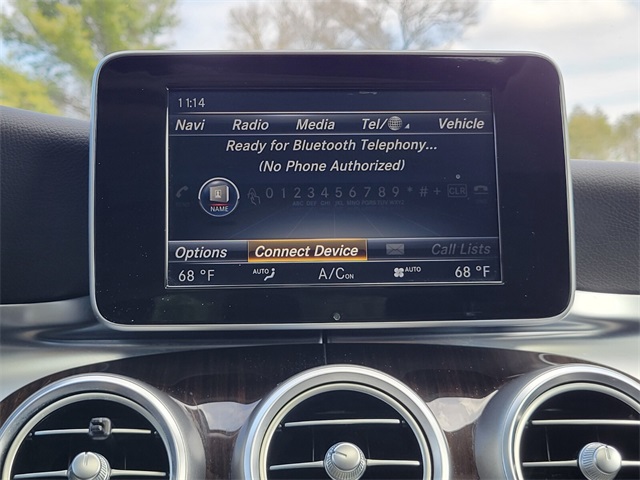 11:14
Navi Radio Media Tel/ Vehicle
Ready for Bluetooth Telephony...
(No Phone Authorized)
0 1 2 3 4 5 6 7 8 9 * # + CLR
NAME
Options Connect Device Call Lists
68 °F AUTO A/C ON AUTO 68 °F